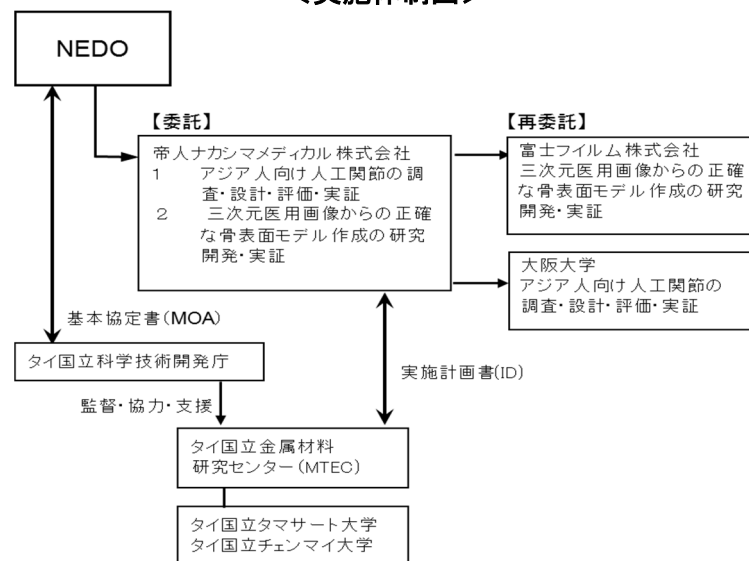 NEDO
【委託】
帝人ナカシマメディカル株式会社
1 アジア人向け人工関節の調
査・設計・評価・実証
2 三次元医用画像からの正確
な骨表面モデル作成の研究
開発・実証
【再委託】
富士フイルム株式会社
三次元医用画像からの正確
な骨表面モデル作成の研究
開発・実証
大阪大学
アジア人向け人工関節の
調査・設計・評価・実証
基本協定書(MOA)
タイ国立科学技術開発庁
監督・協力・支援
実施計画書(ID)
タイ国立金属材料
研究センター(MTEC)
タイ国立タマサート大学
タイ国立チェンマイ大学